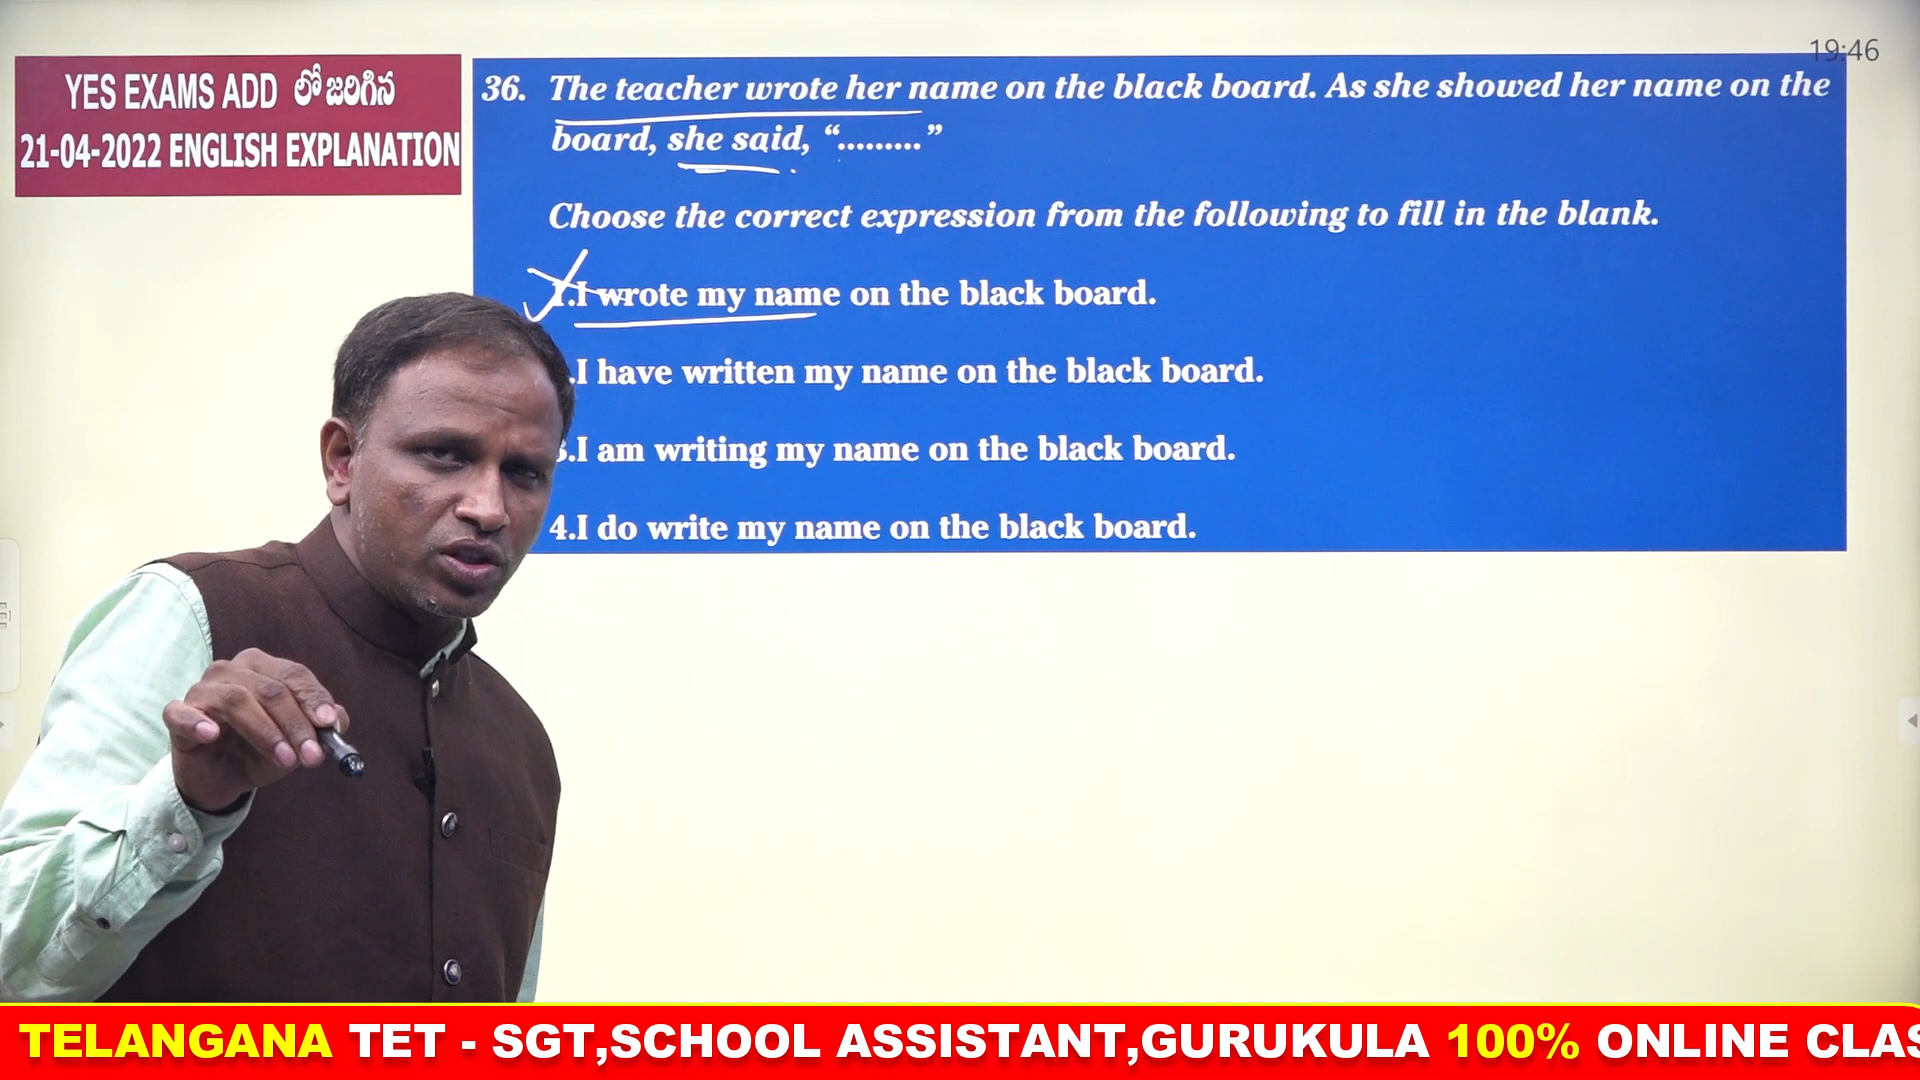 19:46
YES EXAMS ADD లో జరిగిన
21-04-2022 ENGLISH EXPLANATION
36. The teacher wrote her name on the black board. As she showed her name on the
board, she said, “.........”
Choose the correct expression from the following to fill in the blank.
1.I wrote my name on the black board.
.I have written my name on the black board.
3.I am writing my name on the black board.
4.I do write my name on the black board.
TELANGANA TET - SGT,SCHOOL ASSISTANT,GURUKULA 100% ONLINE CLAS